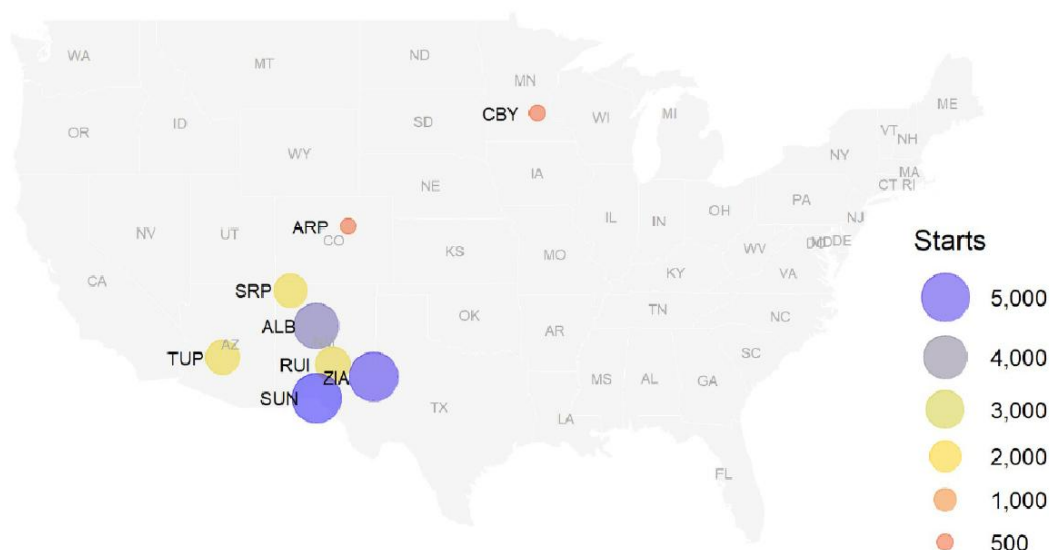 WA
MT
ND
MN
ME
OR
ID
SD
CBY
WI
MI
VT
NH
WY
NY
MA
CT RI
NE
IA
PA
NJ
NV
UT
ARP
CO
IL
IN
OH
DE
WV
Starts
CA
KS
MO
KY
VA
SRP
5,000
TN
NC
ALB
OK
AR
TUP
AZ
SC
4,000
RUI
ZIA
MS
AL
GA
SUN
TX
3,000
LA
2,000
FL
1,000
500